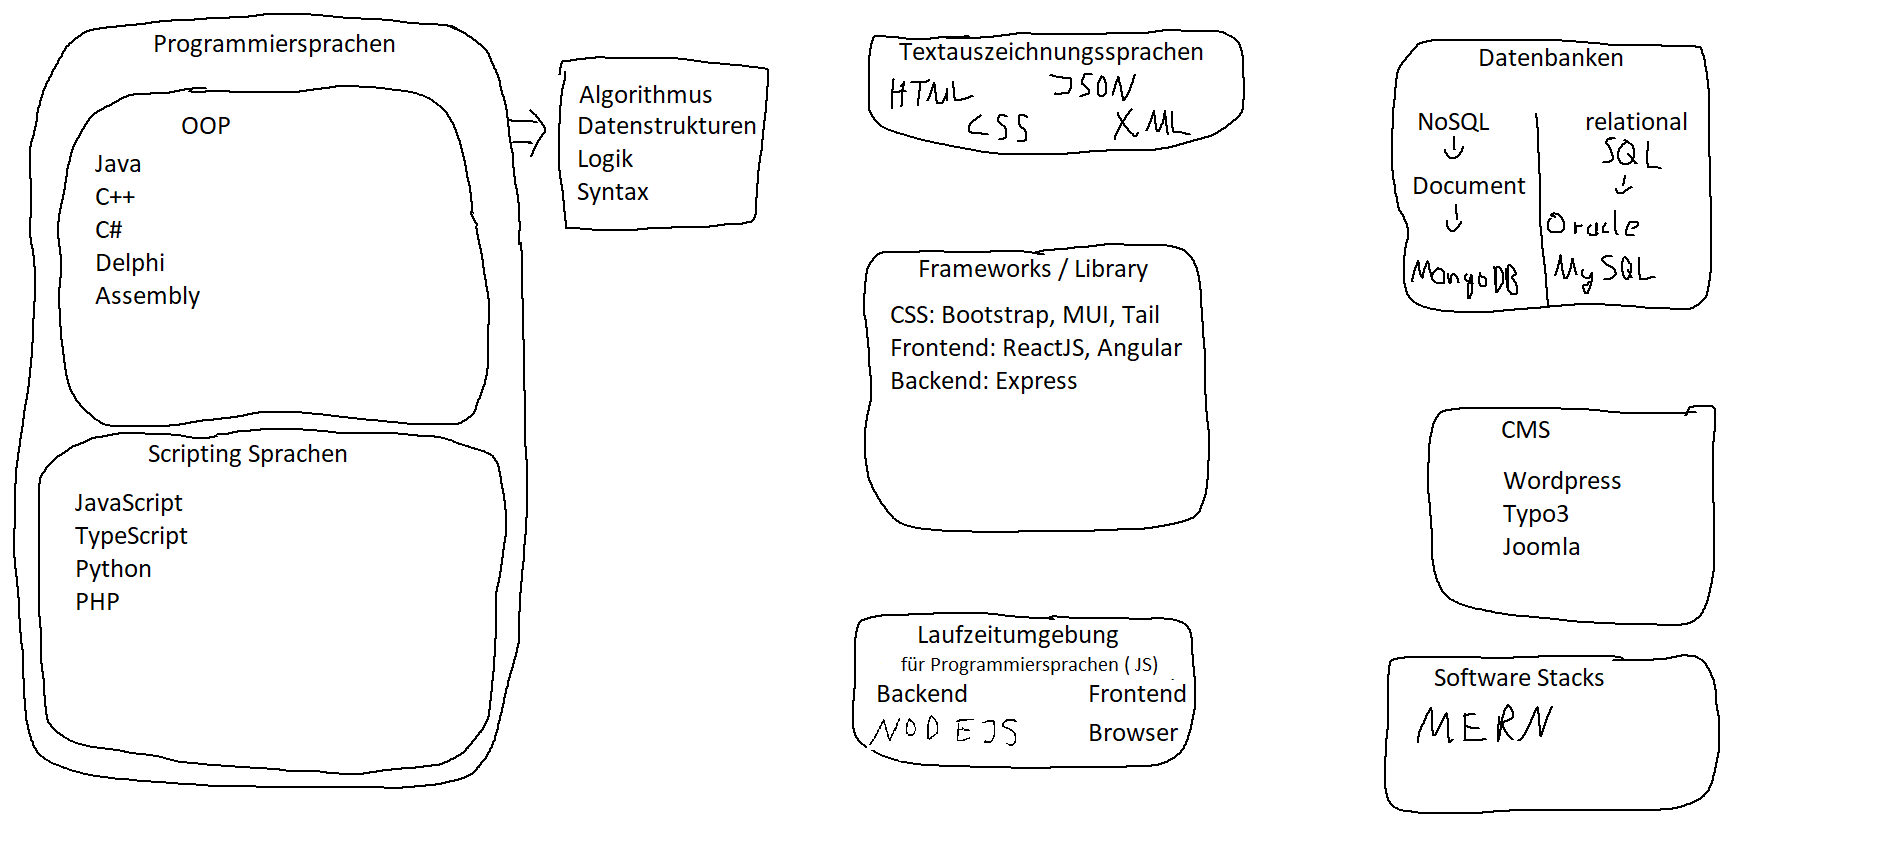 Programmiersprachen
OOP
Java
C++
C#
Delphi
Assembly
Scripting Sprachen
JavaScript
TypeScript
Python
PHP
Algorithmus
Datenstrukturen
Logik
Syntax
Textauszeichnungssprachen
HTML JSON
CSS XML
Frameworks / Library
CSS: Bootstrap, MUI, Tail
Frontend: ReactJS, Angular
Backend: Express
Laufzeitumgebung
für Programmiersprachen ( JS)
Backend Frontend
NODEJS Browser
Datenbanken
NoSQL
Document
MongoDB
relational
SQL
Oracle
MySQL
CMS
Wordpress
Typo3
Joomla
Software Stacks
MERN